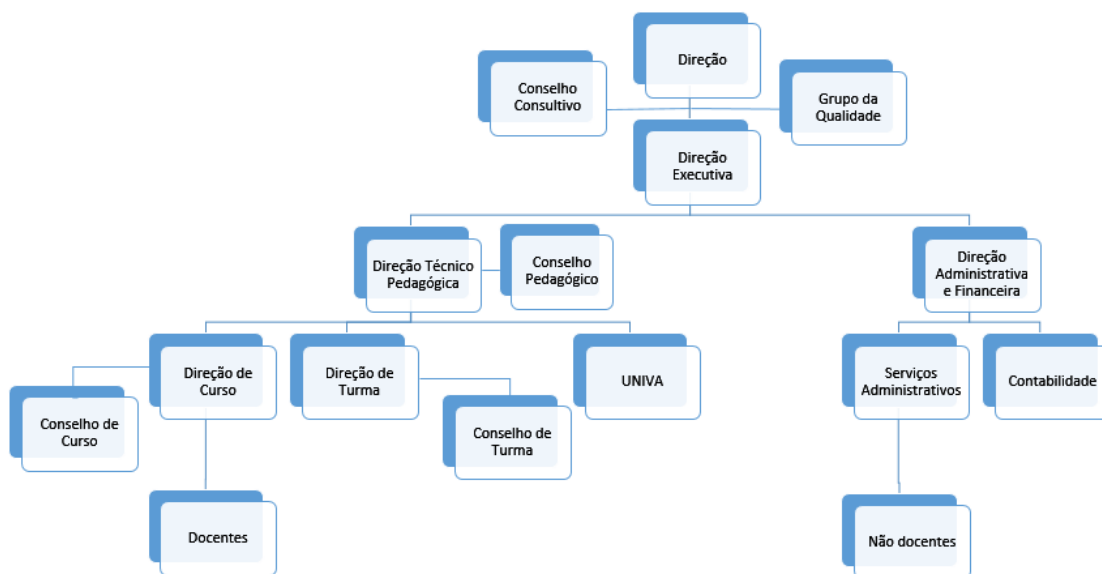 Direção
Conselho
Consultivo
Grupo da
Qualidade
Direção
Executiva
Direção Técnico
Pedagógica
Conselho
Pedagógico
Direção
Administrativa
e Financeira
Direção de
Curso
Direção de
Turma
UNIVA
Serviços
Administrativos
Contabilidade
Conselho de
Curso
Conselho de
Turma
Docentes
Não docentes